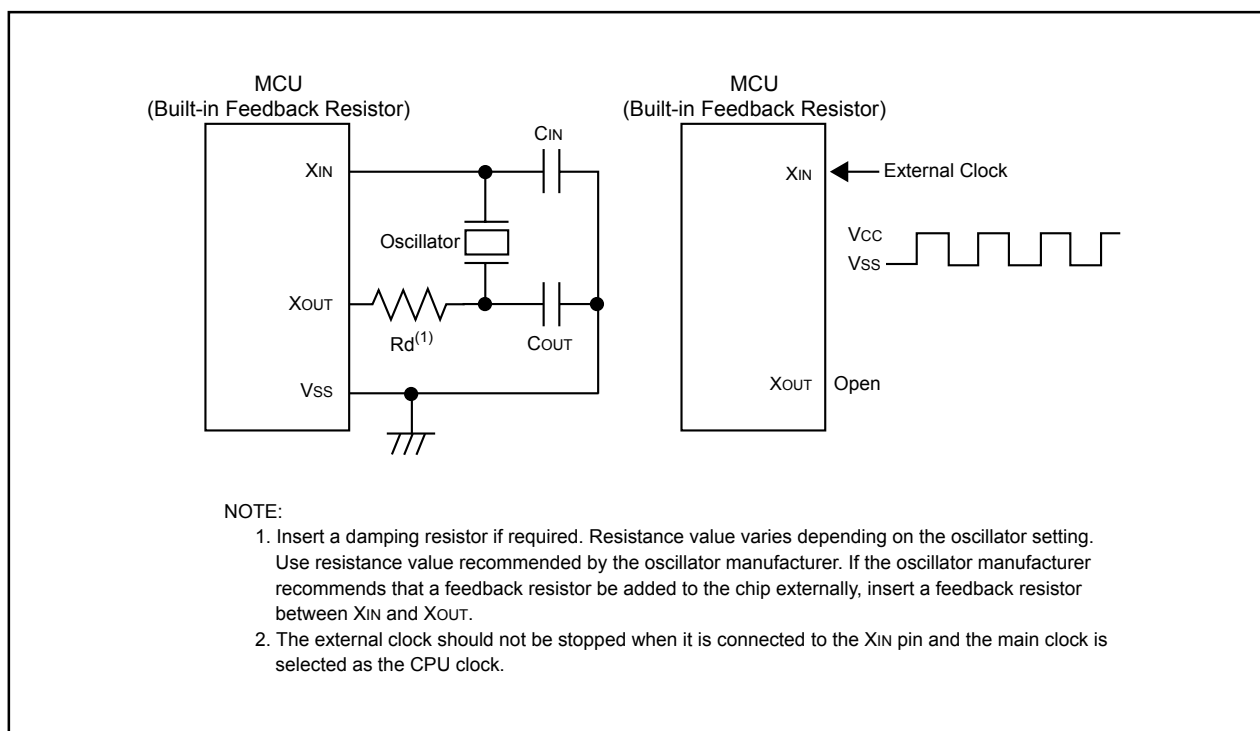 MCU
(Built-in Feedback Resistor)
XIN
CIN
Oscillator
XOUT
Rd(1)
COUT
VSS
MCU
(Built-in Feedback Resistor)
XIN
External Clock
VCC
VSS
XOUT
Open
NOTE:
1. Insert a damping resistor if required. Resistance value varies depending on the oscillator setting.
Use resistance value recommended by the oscillator manufacturer. If the oscillator manufacturer
recommends that a feedback resistor be added to the chip externally, insert a feedback resistor
between XIN and XOUT.
2. The external clock should not be stopped when it is connected to the XIN pin and the main clock is
selected as the CPU clock.